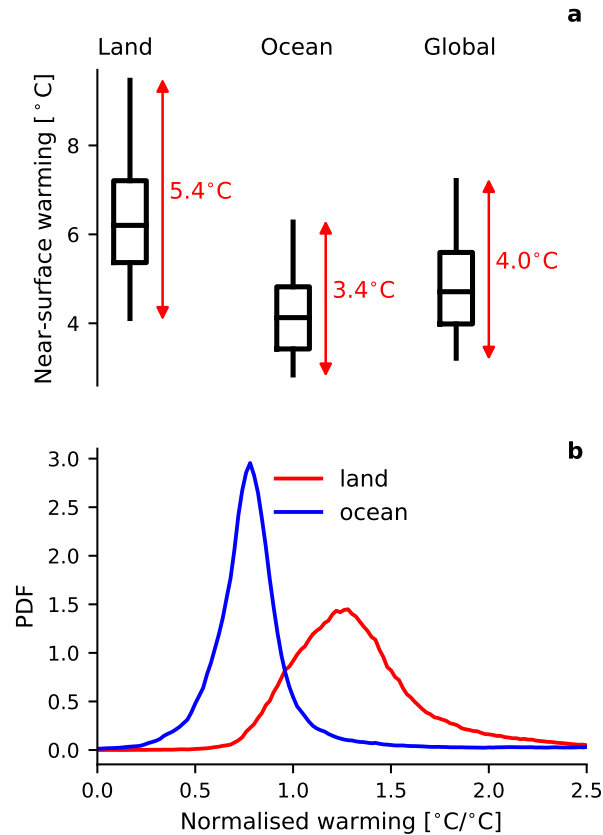 a
Land Ocean Global
Near-surface warming [°C]
8
6
4
5.4°C
3.4°C
4.0°C
b
3.0
2.5
2.0
1.5
1.0
0.5
0.0
PDF
land
ocean
0.0 0.5 1.0 1.5 2.0 2.5
Normalised warming [°C/°C]